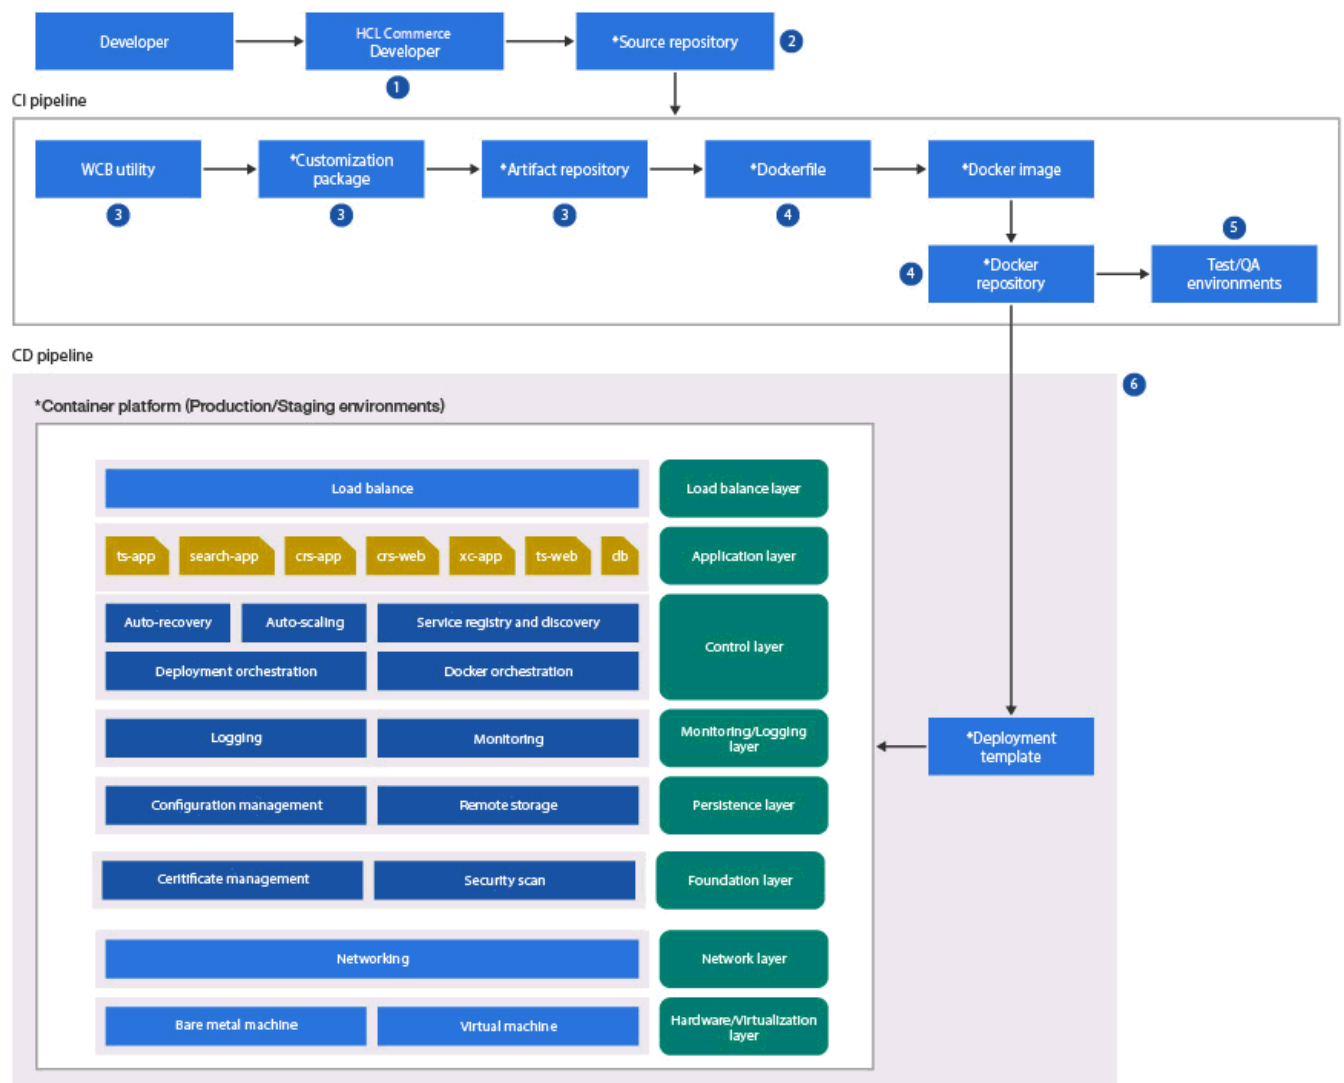 Developer
HCL Commerce
Developer
*Source repository
2
1
CI pipeline
WCB utility
*Customization
package
*Artifact repository
*Dockerfile
*Docker image
3
3
3
4
5
4
*Docker
repository
Test/QA
environments
CD pipeline
6
*Container platform (Production/Staging environments)
Load balance
Load balance layer
ts-app
search-app
crs-app
crs-web
xc-app
ts-web
db
Application layer
Auto-recovery
Auto-scaling
Service registry and discovery
Deployment orchestration
Docker orchestration
Control layer
Logging
Monitoring
Monitoring/Logging
layer
*Deployment
template
Configuration management
Remote storage
Persistence layer
Ceritificate management
Security scan
Foundation layer
Networking
Network layer
Bare metal machine
Virtual machine
Hardware/Virtualization
layer